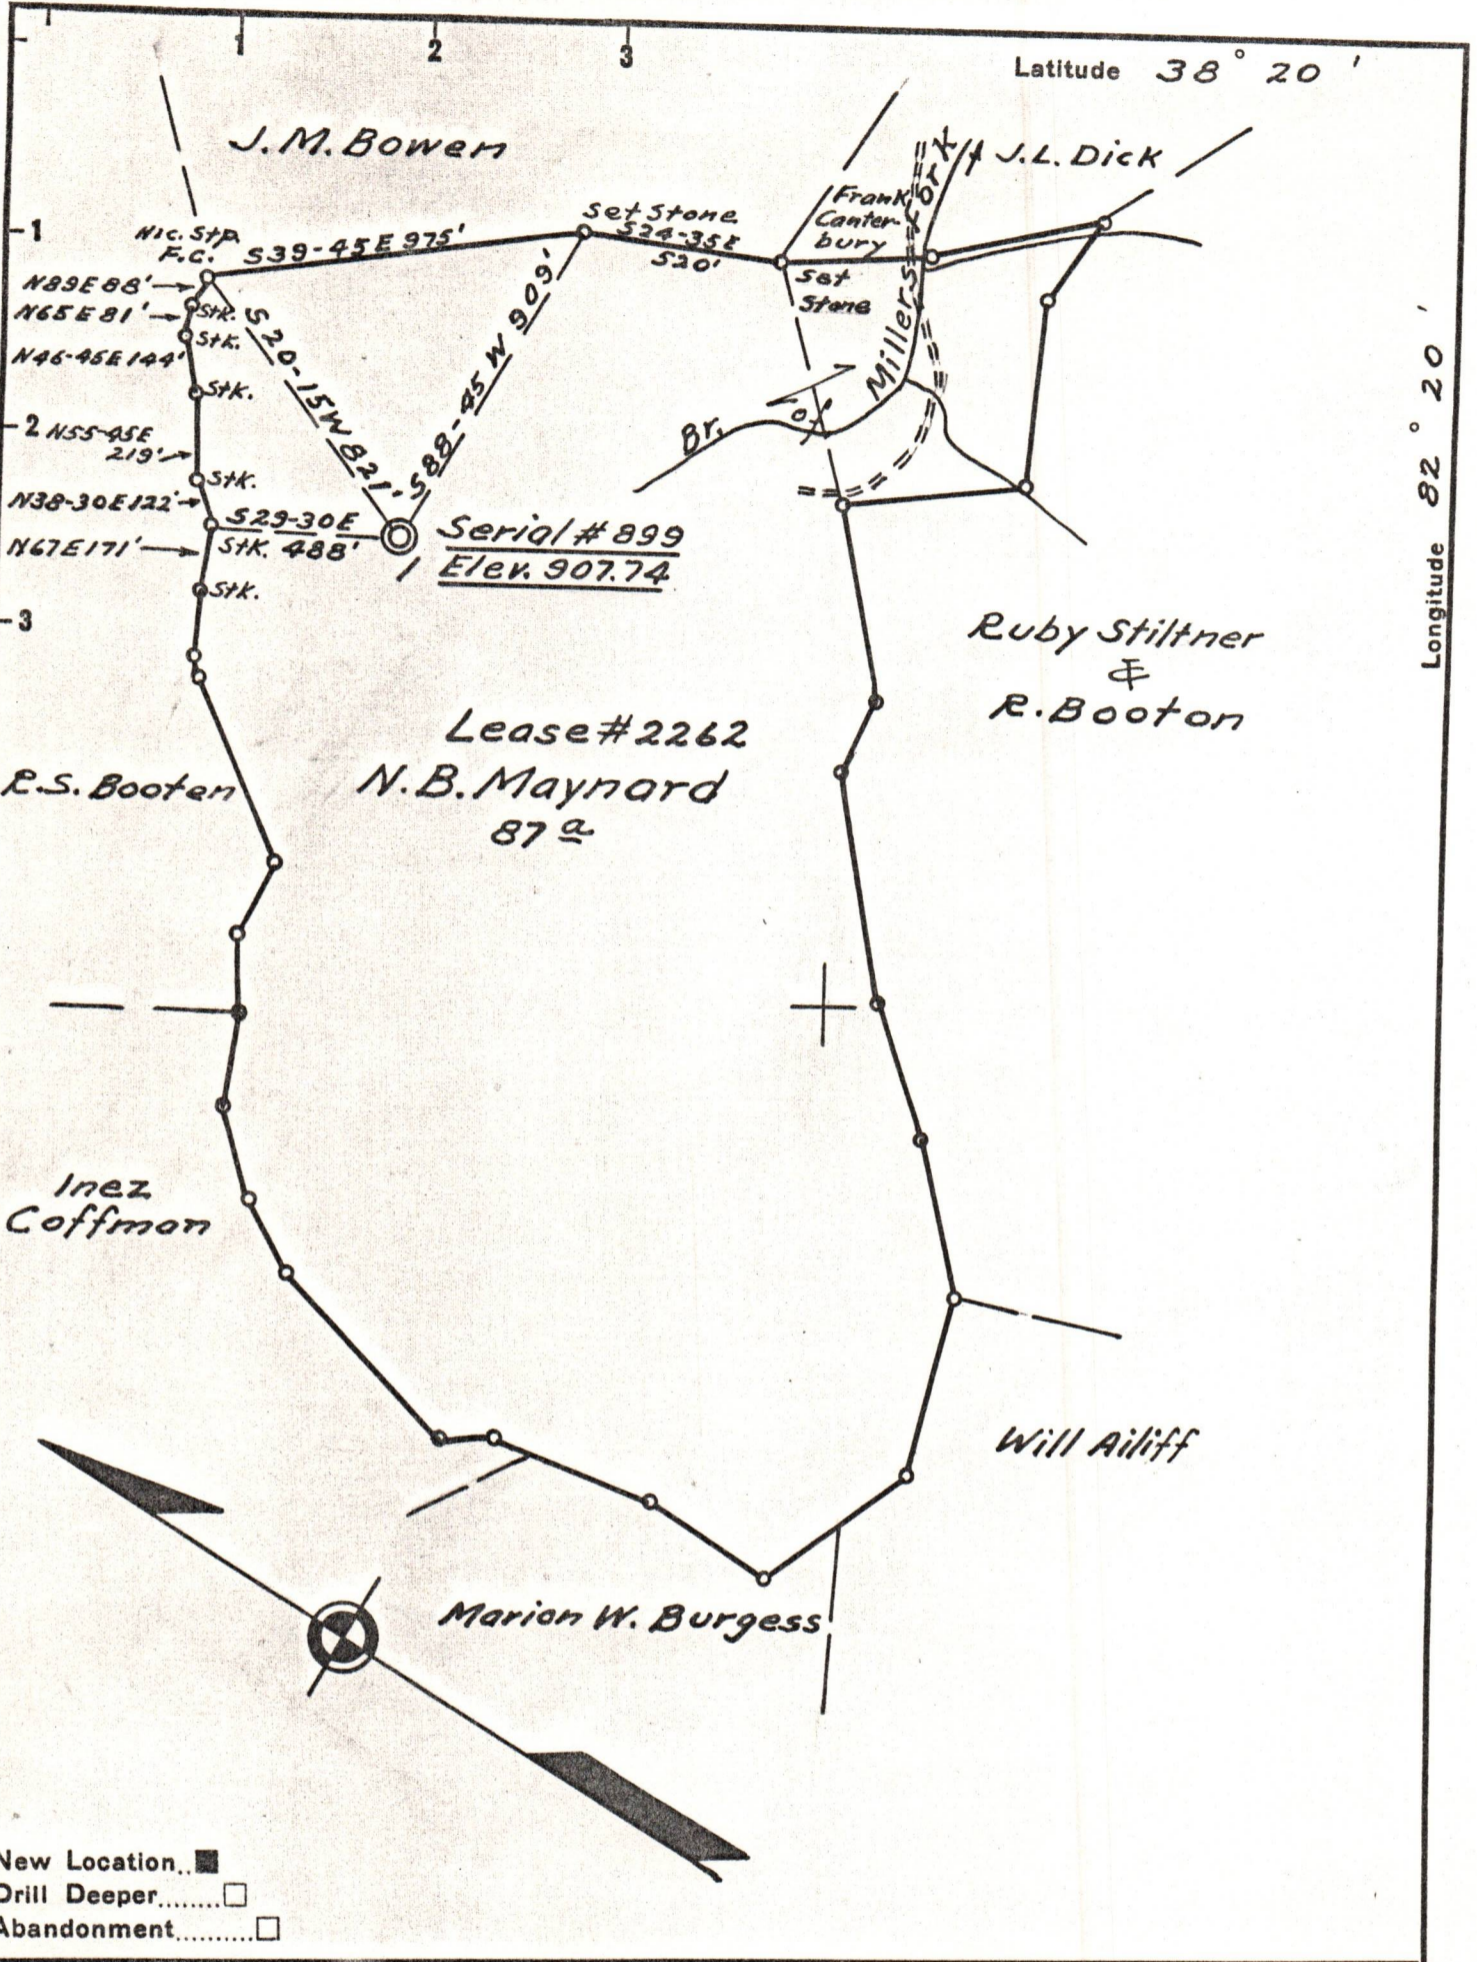 1
2
3
Latitude 38° 20'
J.M. Bowen
J.L. Dick
Frank
Canter-
bury
Set Stone
S24-35E
520'
Set
Stone
1
Nic. Stp.
F.C.
S39-45E 975'
N89E 88'
N65E 81'
Stk.
Stk.
N46-45E 144'
Stk.
S20-15W 821'
S88-45W 909'
Millers Fork
Br.
2
N55-45E
219'
Stk.
N38-30E 122'
S29-30E
Stk. 488'
N67E 171'
Stk.
1
Serial # 899
Elev. 907.74
3
Longitude 82° 20'
Ruby Stiltner
&
R. Booton
Lease # 2262
N.B. Maynard
87 a
R.S. Booten
Inez
Coffman
Will Ailiff
Marion W. Burgess
New Location..
Drill Deeper........
Abandonment..........